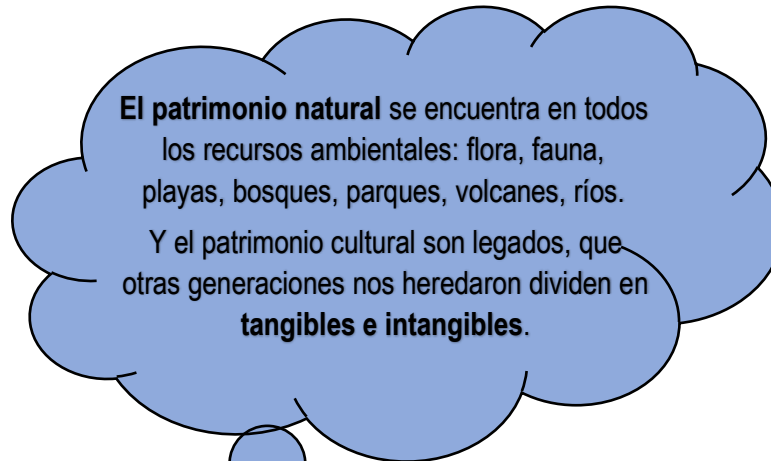 El patrimonio natural se encuentra en todos
los recursos ambientales: flora, fauna,
playas, bosques, parques, volcanes, ríos.
Y el patrimonio cultural son legados, que
otras generaciones nos heredaron dividen en
tangibles e intangibles.